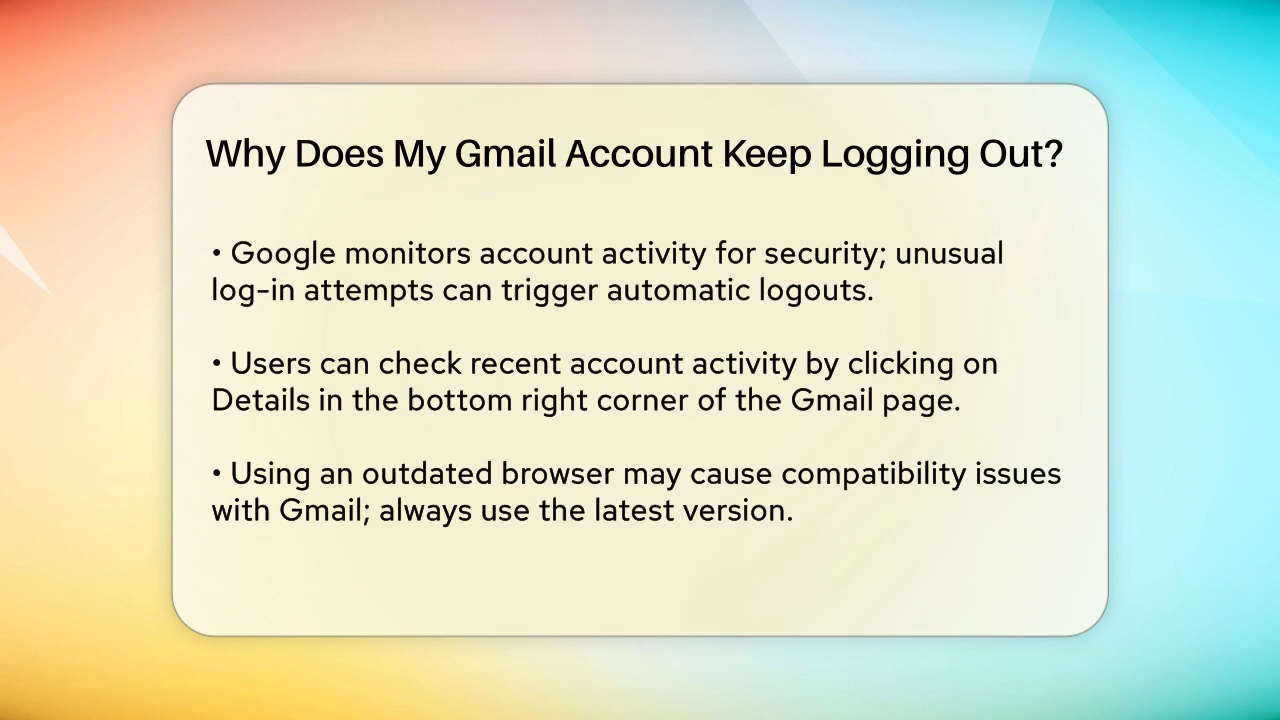 Why Does My Gmail Account Keep Logging Out?
• Google monitors account activity for security; unusual
log-in attempts can trigger automatic logouts.
• Users can check recent account activity by clicking on
Details in the bottom right corner of the Gmail page.
• Using an outdated browser may cause compatibility issues
with Gmail; always use the latest version.